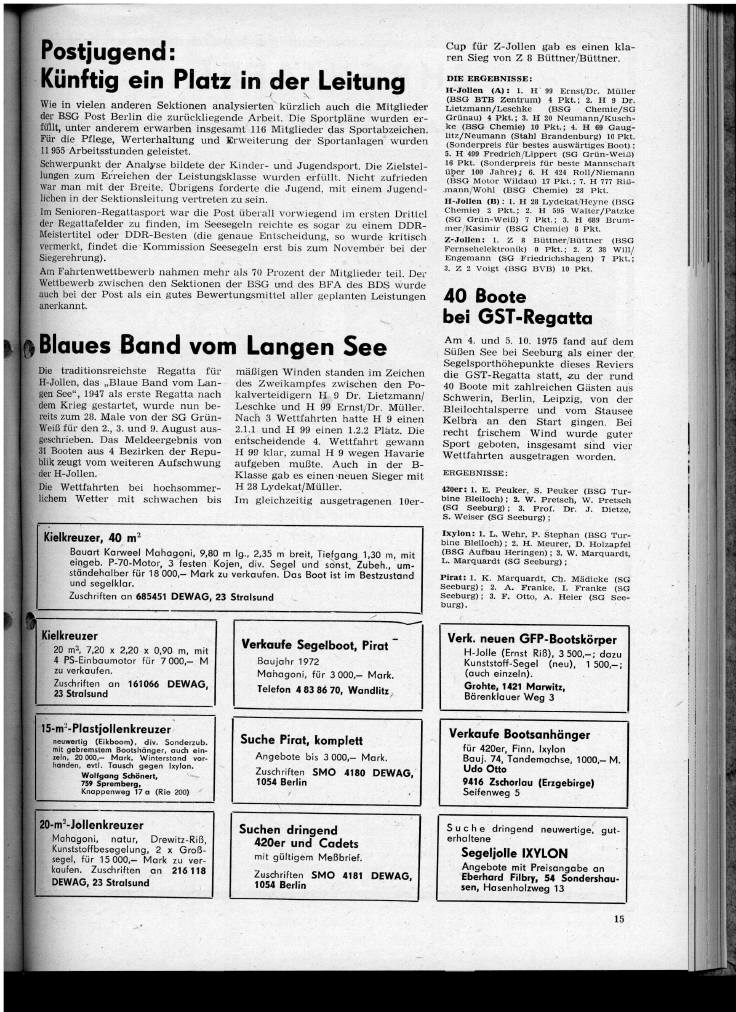 Postjugend:
Künftig ein Platz in der Leitung
Wie in vielen anderen Sektionen analysierten kürzlich auch die Mitglieder
der BSG Post Berlin die zurückliegende Arbeit. Die Sportpläne wurden er-
füllt, unter anderem erwarben insgesamt 116 Mitglieder das Sportabzeichen.
Für die Pflege, Werterhaltung und Erweiterung der Sportanlagen wurden
11 955 Arbeitsstunden geleistet.
Schwerpunkt der Analyse bildete der Kinder- und Jugendsport. Die Zielstel-
lungen zum Erreichen der Leistungsklasse wurden erfüllt. Nicht zufrieden
war man mit der Breite. Übrigens forderte die Jugend, mit einem Jugend-
lichen in der Sektionsleitung vertreten zu sein.
Im Senioren-Regattasport war die Post überall vorwiegend im ersten Drittel
der Regattafelder zu finden, im Seesegeln reichte es sogar zu einem DDR-
Meistertitel oder DDR-Besten (die genaue Entscheidung, so wurde kritisch
vermerkt, findet die Kommission Seesegeln erst bis zum November bei der
Siegerehrung).
Am Fahrtenwettbewerb nahmen mehr als 70 Prozent der Mitglieder teil. Der
Wettbewerb zwischen den Sektionen der BSG und des BFA des BDS wurde
auch bei der Post als ein gutes Bewertungsmittel aller geplanten Leistungen
anerkannt.
Blaues Band vom Langen See
Die traditionsreichste Regatta für
H-Jollen, das „Blaue Band vom Lan-
gen See“, 1947 als erste Regatta nach
dem Krieg gestartet, wurde nun be-
reits zum 28. Male von der SG Grün-
Weiß für den 2., 3. und 9. August aus-
geschrieben. Das Meldeergebnis von
31 Booten aus 4 Bezirken der Repu-
blik zeugt vom weiteren Aufschwung
der H-Jollen.
Die Wettfahrten bei hochsommer-
lichem Wetter mit schwachen bis
mäßigen Winden standen im Zeichen
des Zweikampfes zwischen den Po-
kalverteidigern H 9 Dr. Lietzmann/
Leschke und H 99 Ernst/Dr. Müller.
Nach 3 Wettfahrten hatte H 9 einen
2.1.1 und H 99 einen 1.2.2 Platz. Die
entscheidende 4. Wettfahrt gewann
H 99 klar, zumal H 9 wegen Havarie
aufgeben mußte. Auch in der B-
Klasse gab es einen neuen Sieger mit
H 28 Lydekat/Müller.
Im gleichzeitig ausgetragenen 10er-
Cup für Z-Jollen gab es einen kla-
ren Sieg von Z 8 Büttner/Büttner.
DIE ERGEBNISSE:
H-Jollen (A): 1. H 99 Ernst/Dr. Müller
(BSG BTB Zentrum) 4 Pkt.; 2. H 9 Dr.
Lietzmann/Leschke (BSG Chemie/SG
Grünau) 4 Pkt.; 3. H 20 Neumann/Kusch-
ke (BSG Chemie) 10 Pkt.; 4. H 69 Gaug-
litz/Neumann (Stahl Brandenburg) 16 Pkt.
(Sonderpreis für bestes auswärtiges Boot);
5. H 499 Fredrich/Lippert (SG Grün-Weiß)
16 Pkt. (Sonderpreis für beste Mannschaft
über 100 Jahre); 6. H 424 Roll/Niemann
(BSG Motor Wildau) 17 Pkt.; 7. H 777 Riß-
mann/Wohl (BSG Chemie) 23 Pkt.
H-Jollen (B): 1. H 28 Lydekat/Heyne (BSG
Chemie) 2 Pkt.; 2. H 595 Walter/Patzke
(SG Grün-Weiß) 7 Pkt.; 3. H 689 Brum-
mer/Kasimir (BSG Chemie) 8 Pkt.
Z-Jollen: 1. Z 8 Büttner/Büttner (BSG
Fernsehelektronik) 0 Pkt.; 2. Z 38 Will/
Engemann (SG Friedrichshagen) 7 Pkt.;
3. Z 2 Voigt (BSG BVB) 10 Pkt.
40 Boote
bei GST-Regatta
Am 4. und 5. 10. 1975 fand auf dem
Süßen See bei Seeburg als einer der
Segelsporthöhepunkte dieses Reviers
die GST-Regatta statt, zu der rund
40 Boote mit zahlreichen Gästen aus
Schwerin, Berlin, Leipzig, von der
Bleilochtalsperre und vom Stausee
Kelbra an den Start gingen. Bei
recht frischem Wind wurde guter
Sport geboten, insgesamt sind vier
Wettfahrten ausgetragen worden.
ERGEBNISSE:
420er: 1. E. Peuker, S. Peuker (BSG Tur-
bine Bleiloch); 2. W. Pretsch, W. Pretsch
(SG Seeburg); 3. Prof. Dr. J. Dietze,
S. Weiser (SG Seeburg);
Ixylon: 1. L. Wehr, P. Stephan (BSG Tur-
bine Bleiloch); 2. H. Meurer, D. Holzapfel
(BSG Aufbau Heringen); 3. W. Marquardt,
L. Marquardt (SG Seeburg);
Pirat: 1. K. Marquardt, Ch. Mädicke (SG
Seeburg); 2. A. Franke, I. Franke (SG
Seeburg); 3. F. Otto, A. Heier (SG See-
burg).
Kielkreuzer, 40 m²
Bauart Karweel Mahagoni, 9,80 m lg., 2,35 m breit, Tiefgang 1,30 m, mit
eingeb. P-70-Motor, 3 festen Kojen, div. Segel und sonst. Zubeh., um-
ständehalber für 18 000,– Mark zu verkaufen. Das Boot ist im Bestzustand
und segelklar.
Zuschriften an 685451 DEWAG, 23 Stralsund
Kielkreuzer
20 m², 7,20 x 2,20 x 0,90 m, mit
4 PS-Einbaumotor für 7 000,– M
zu verkaufen.
Zuschriften an 161066 DEWAG,
23 Stralsund
Verkaufe Segelboot, Pirat
Baujahr 1972
Mahagoni, für 3 000,– Mark.
Telefon 4 83 86 70, Wandlitz
Verk. neuen GFP-Bootskörper
H-Jolle (Ernst Riß), 3 500,–; dazu
Kunststoff-Segel (neu), 1 500,–;
(auch einzeln).
Grohte, 1421 Marwitz,
Bärenklauer Weg 3
15-m²-Plastjollenkreuzer
neuwertig (Eikboom), div. Sonderzub.
mit gebremstem Bootshänger, auch ein-
zeln, 20 000,– Mark. Winterstand vor-
handen, evtl. Tausch gegen Ixylon.
Wolfgang Schönert,
759 Spremberg,
Knappenweg 17 a (Rie 200)
Suche Pirat, komplett
Angebote bis 3 000,– Mark.
Zuschriften SMO 4180 DEWAG,
1054 Berlin
Verkaufe Bootsanhänger
für 420er, Finn, Ixylon
Bauj. 74, Tandemachse, 1000,– M.
Udo Otto
9416 Zschorlau (Erzgebirge)
Seifenweg 5
20-m²-Jollenkreuzer
Mahagoni, natur, Drewitz-Riß,
Kunststoffbesegelung, 2 x Groß-
segel, für 15 000,– Mark zu ver-
kaufen. Zuschriften an 216 118
DEWAG, 23 Stralsund
Suchen dringend
420er und Cadets
mit gültigem Meßbrief.
Zuschriften SMO 4181 DEWAG,
1054 Berlin
Suche dringend neuwertige, gut-
erhaltene
Segeljolle IXYLON
Angebote mit Preisangabe an
Eberhard Filbry, 54 Sondershau-
sen, Hasenholzweg 13
15